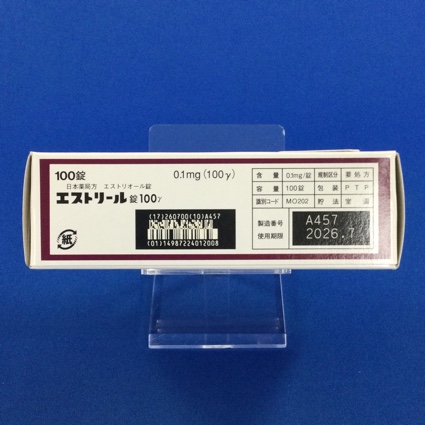 100錠
0.1mg (100γ)
日本薬局方 エストリオール錠
エストリール錠100γ
(17)260700(10)A457
(01)14987224012008
紙
含量 0.1mg/錠 規制区分 要処方
容量 100錠 包装 PTP
識別コード MO202 貯法 室温
製造番号 A457
使用期限 2026.7